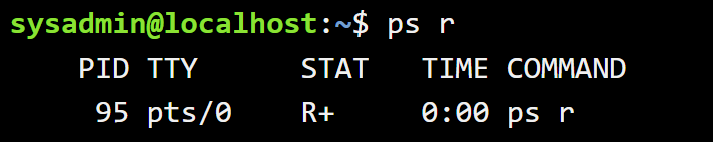 sysadmin@localhost:~$ ps r
    PID TTY      STAT   TIME COMMAND
     95 pts/0    R+     0:00 ps r